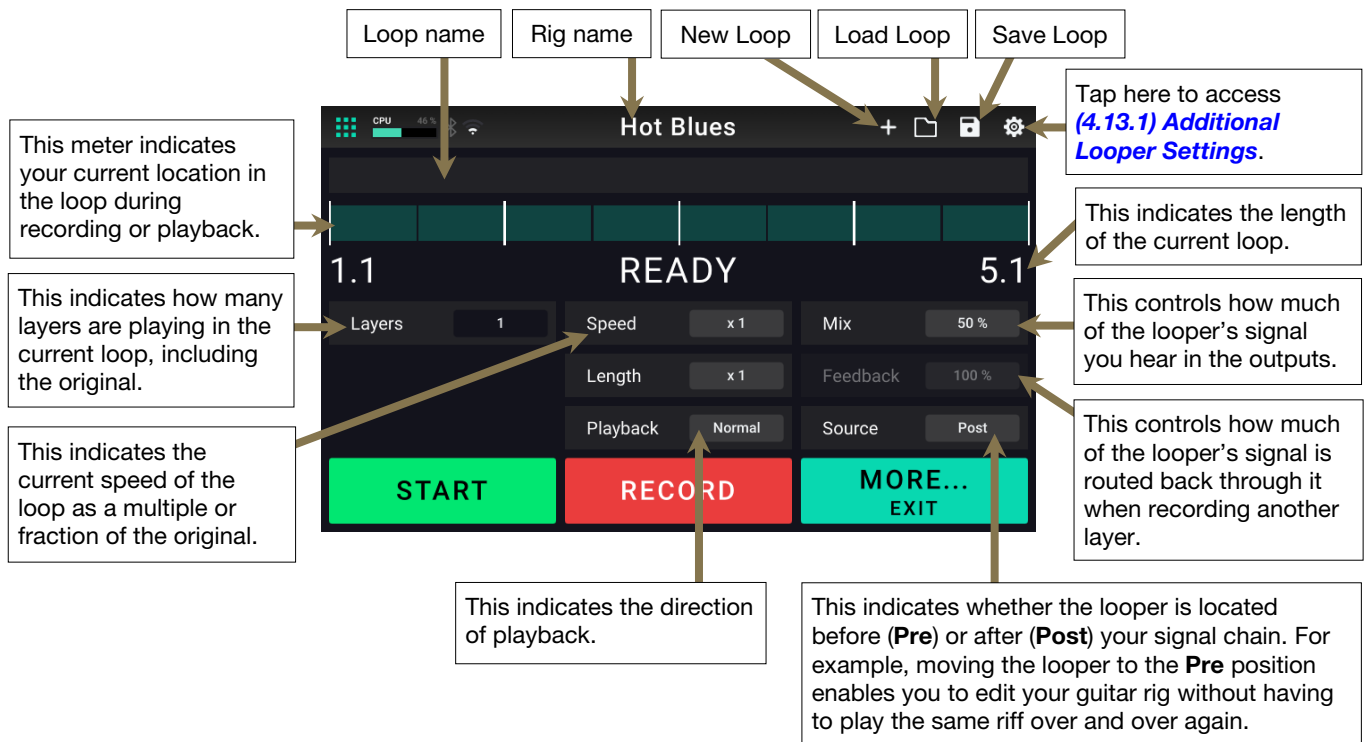 Loop name
Rig name
New Loop
Load Loop
Save Loop
Tap here to access
(4.13.1) Additional
Looper Settings.
This meter indicates
your current location in
the loop during
recording or playback.
CPU 46 %
Hot Blues
This indicates the length
of the current loop.
1.1
READY
5.1
This indicates how many
layers are playing in the
current loop, including
the original.
Layers 1
Speed x 1
Mix 50 %
Length x 1
Feedback 100 %
Playback Normal
Source Post
START
RECORD
MORE...
EXIT
This controls how much
of the looper's signal
you hear in the outputs.
This controls how much
of the looper's signal is
routed back through it
when recording another
layer.
This indicates the
current speed of the
loop as a multiple or
fraction of the original.
This indicates the direction
of playback.
This indicates whether the looper is located
before (Pre) or after (Post) your signal chain. For
example, moving the looper to the Pre position
enables you to edit your guitar rig without having
to play the same riff over and over again.